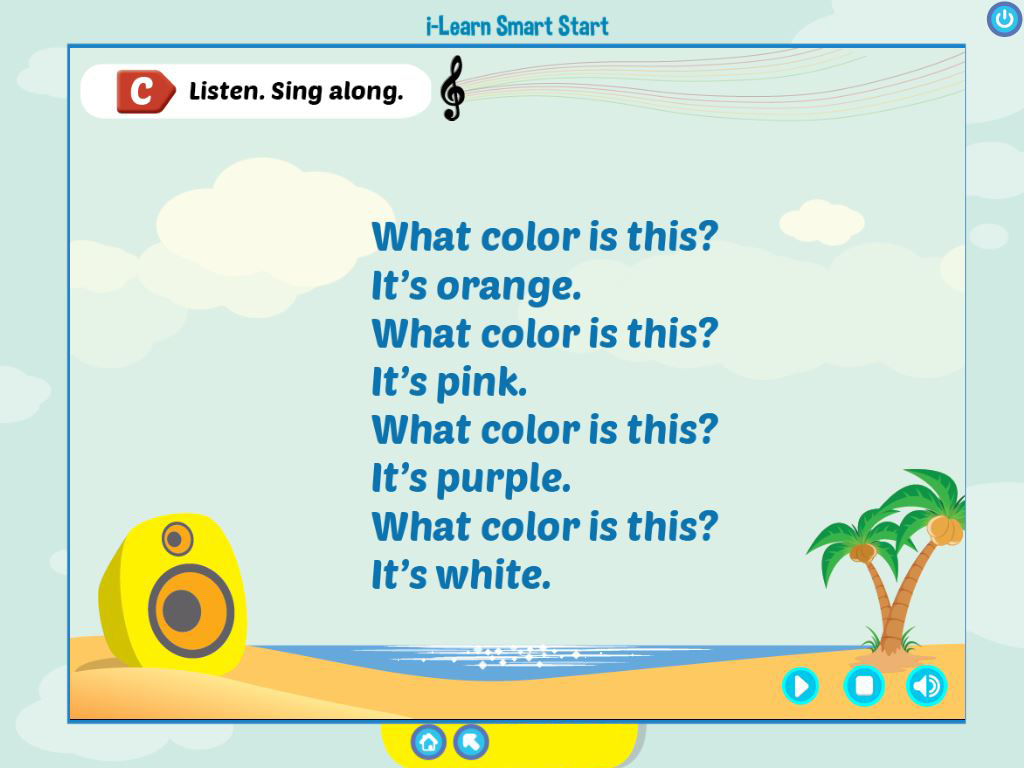 i-Learn Smart Start
C Listen. Sing along.
What color is this?
It's orange.
What color is this?
It's pink.
What color is this?
It's purple.
What color is this?
It's white.